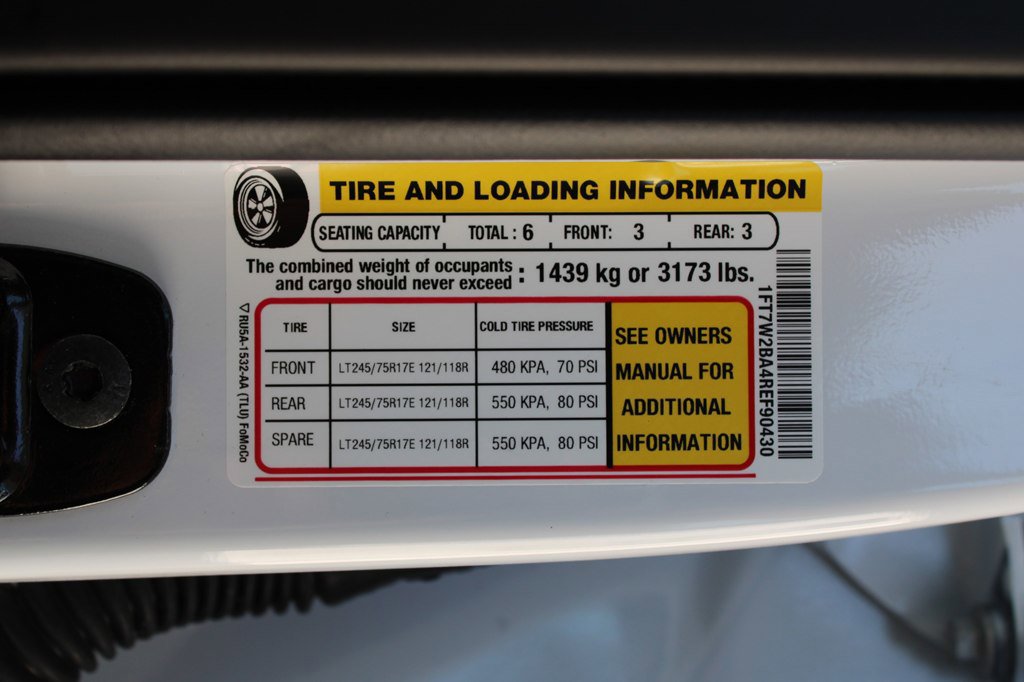 TIRE AND LOADING INFORMATION
SEATING CAPACITY TOTAL : 6 FRONT: 3 REAR: 3
The combined weight of occupants
and cargo should never exceed : 1439 kg or 3173 lbs.
TIRE SIZE COLD TIRE PRESSURE
FRONT LT245/75R17E 121/118R 480 KPA, 70 PSI
REAR LT245/75R17E 121/118R 550 KPA, 80 PSI
SPARE LT245/75R17E 121/118R 550 KPA, 80 PSI
SEE OWNERS
MANUAL FOR
ADDITIONAL
INFORMATION
RU5A-1532-AA (TLU) FoMoCo
1FT7W2BA4REF90430